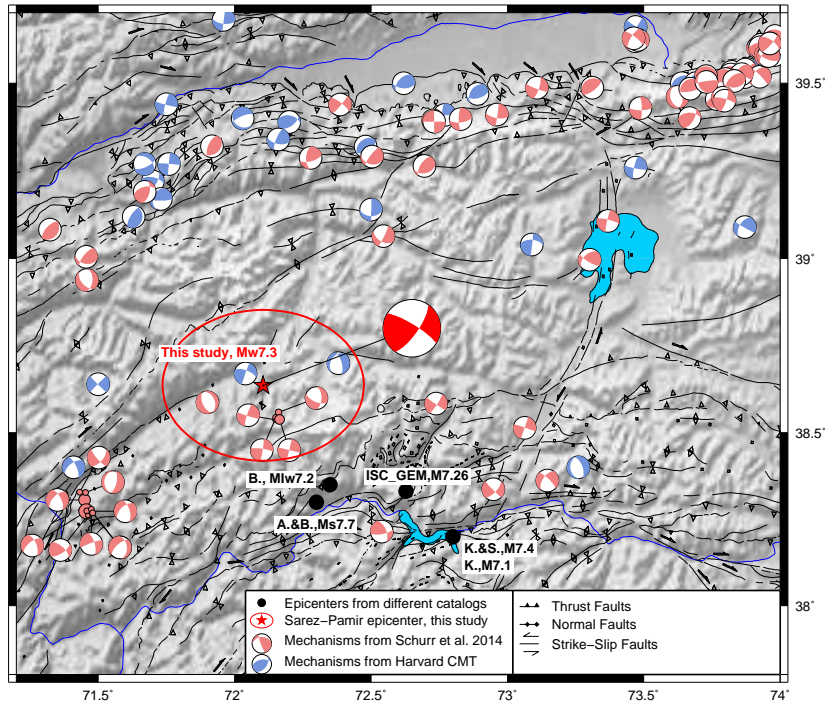 39.5°
39°
38.5°
38°
This study, Mw7.3
B., Mlw7.2
ISC_GEM,M7.26
A.&B.,Ms7.7
K.&S.,M7.4
K.,M7.1
Epicenters from different catalogs
Sarez−Pamir epicenter, this study
Mechanisms from Schurr et al. 2014
Mechanisms from Harvard CMT
Thrust Faults
Normal Faults
Strike−Slip Faults
71.5° 72° 72.5° 73° 73.5° 74°